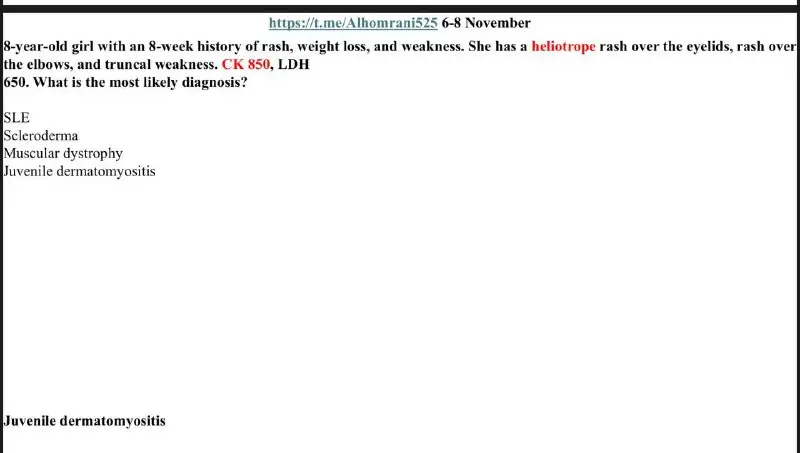 https://t.me/Alhomrani525 6-8 November
8-year-old girl with an 8-week history of rash, weight loss, and weakness. She has a heliotrope rash over the eyelids, rash over
the elbows, and truncal weakness. CK 850, LDH
650. What is the most likely diagnosis?
SLE
Scleroderma
Muscular dystrophy
Juvenile dermatomyositis
Juvenile dermatomyositis